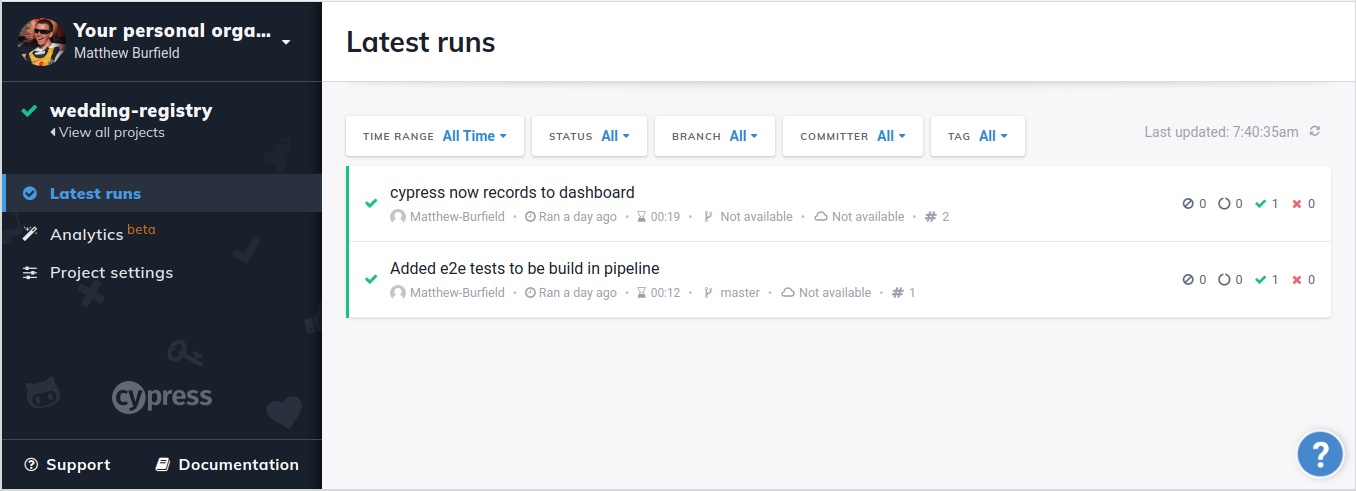 Your personal orga...
Matthew Burfield
wedding-registry
View all projects
Latest runs
Analytics beta
Project settings
cypress
Support Documentation
Latest runs
TIME RANGE All Time STATUS All BRANCH All COMMITTER All TAG All Last updated: 7:40:35am
cypress now records to dashboard
Matthew-Burfield • Ran a day ago • 00:19 • Not available • Not available • # 2
0 0 1 0
Added e2e tests to be build in pipeline
Matthew-Burfield • Ran a day ago • 00:12 • master • Not available • # 1
0 0 1 0
?